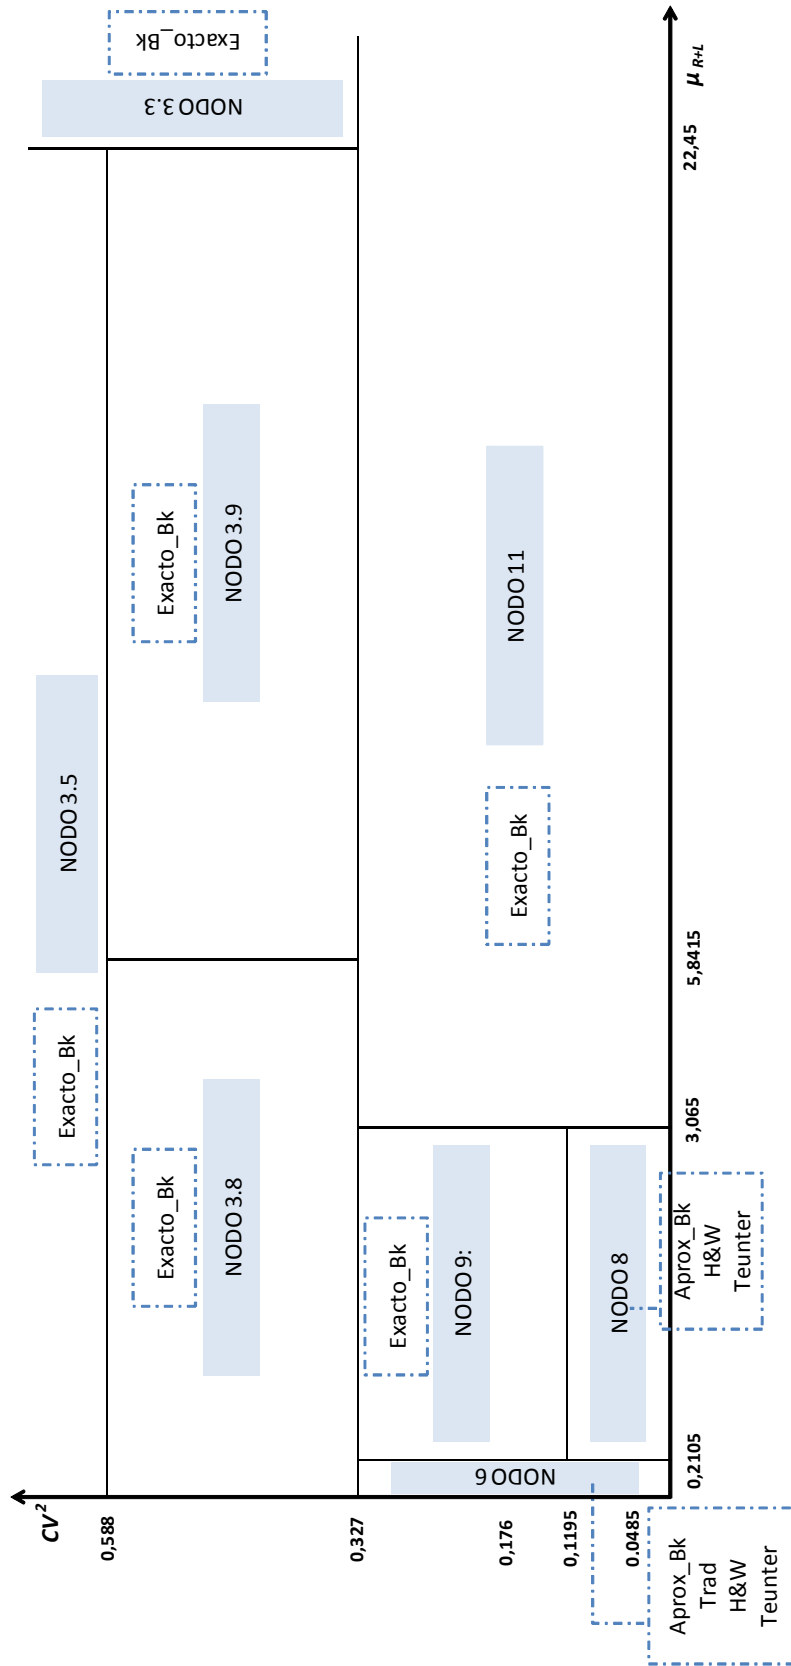 CV²
0,588
0,327
0,176
0,1195
0.0485
Exacto_Bk
NODO 3.5
Exacto_Bk
NODO 3.3
Exacto_Bk
NODO 3.8
Exacto_Bk
NODO 3.9
Exacto_Bk
NODO 9:
NODO 6
NODO 8
Exacto_Bk
NODO 11
0,2105
3,065
5,8415
22,45
μ R+L
Aprox_Bk
Trad
H&W
Teunter
Aprox_Bk
H&W
Teunter